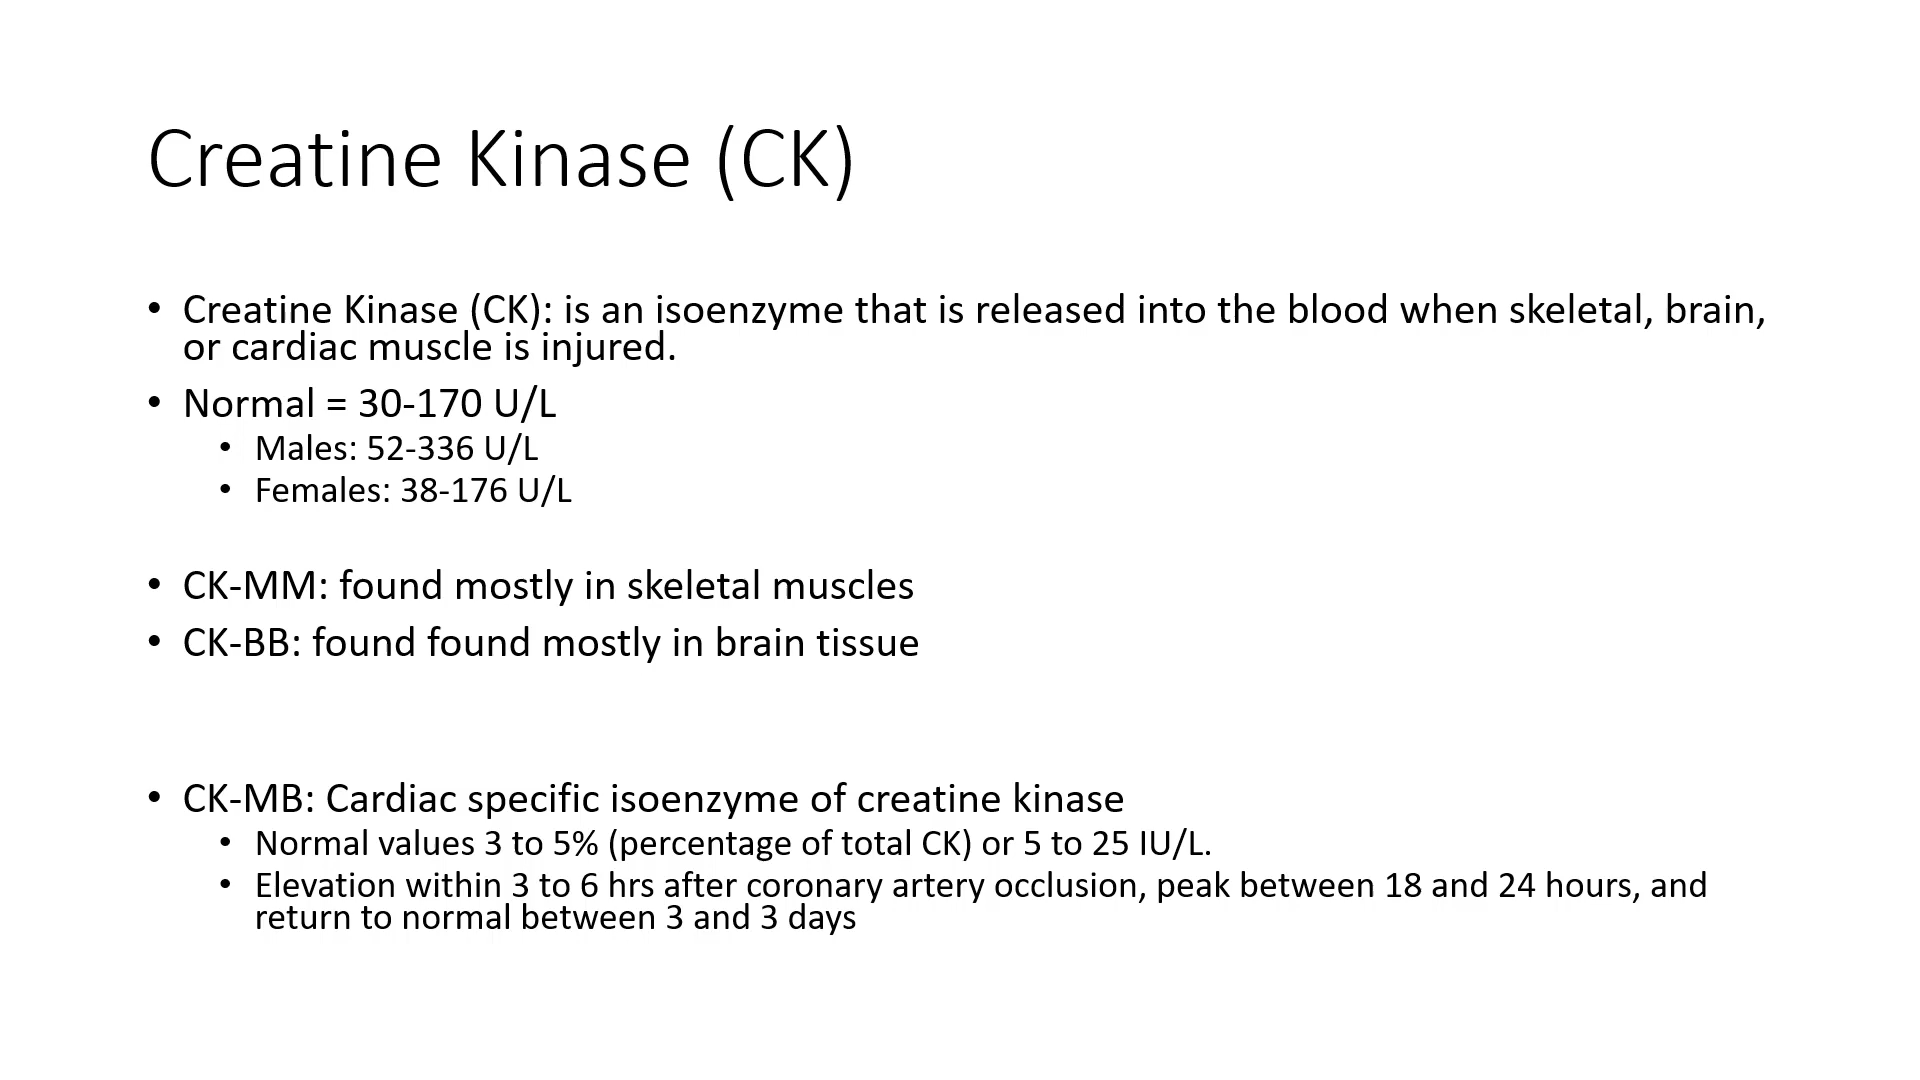 Creatine Kinase (CK)
• Creatine Kinase (CK): is an isoenzyme that is released into the blood when skeletal, brain,
or cardiac muscle is injured.
• Normal = 30-170 U/L
• Males: 52-336 U/L
• Females: 38-176 U/L
• CK-MM: found mostly in skeletal muscles
• CK-BB: found found mostly in brain tissue
• CK-MB: Cardiac specific isoenzyme of creatine kinase
• Normal values 3 to 5% (percentage of total CK) or 5 to 25 IU/L.
• Elevation within 3 to 6 hrs after coronary artery occlusion, peak between 18 and 24 hours, and
return to normal between 3 and 3 days